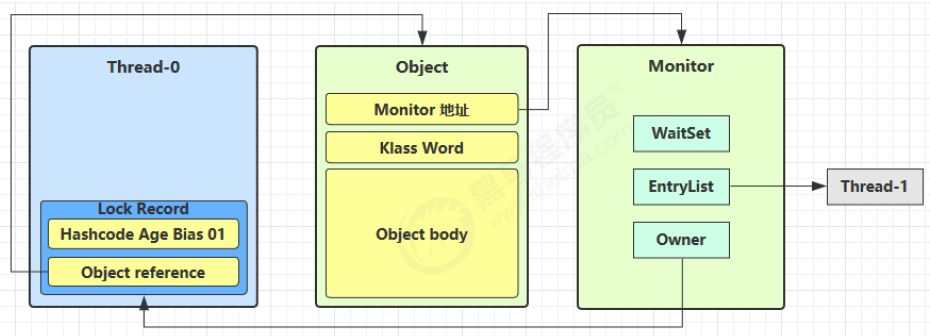 Thread-0
Lock Record
Hashcode Age Bias 01
Object reference
Object
Monitor 地址
Klass Word
Object body
Monitor
WaitSet
EntryList
Owner
Thread-1
黑马程序员
www.itheima.com